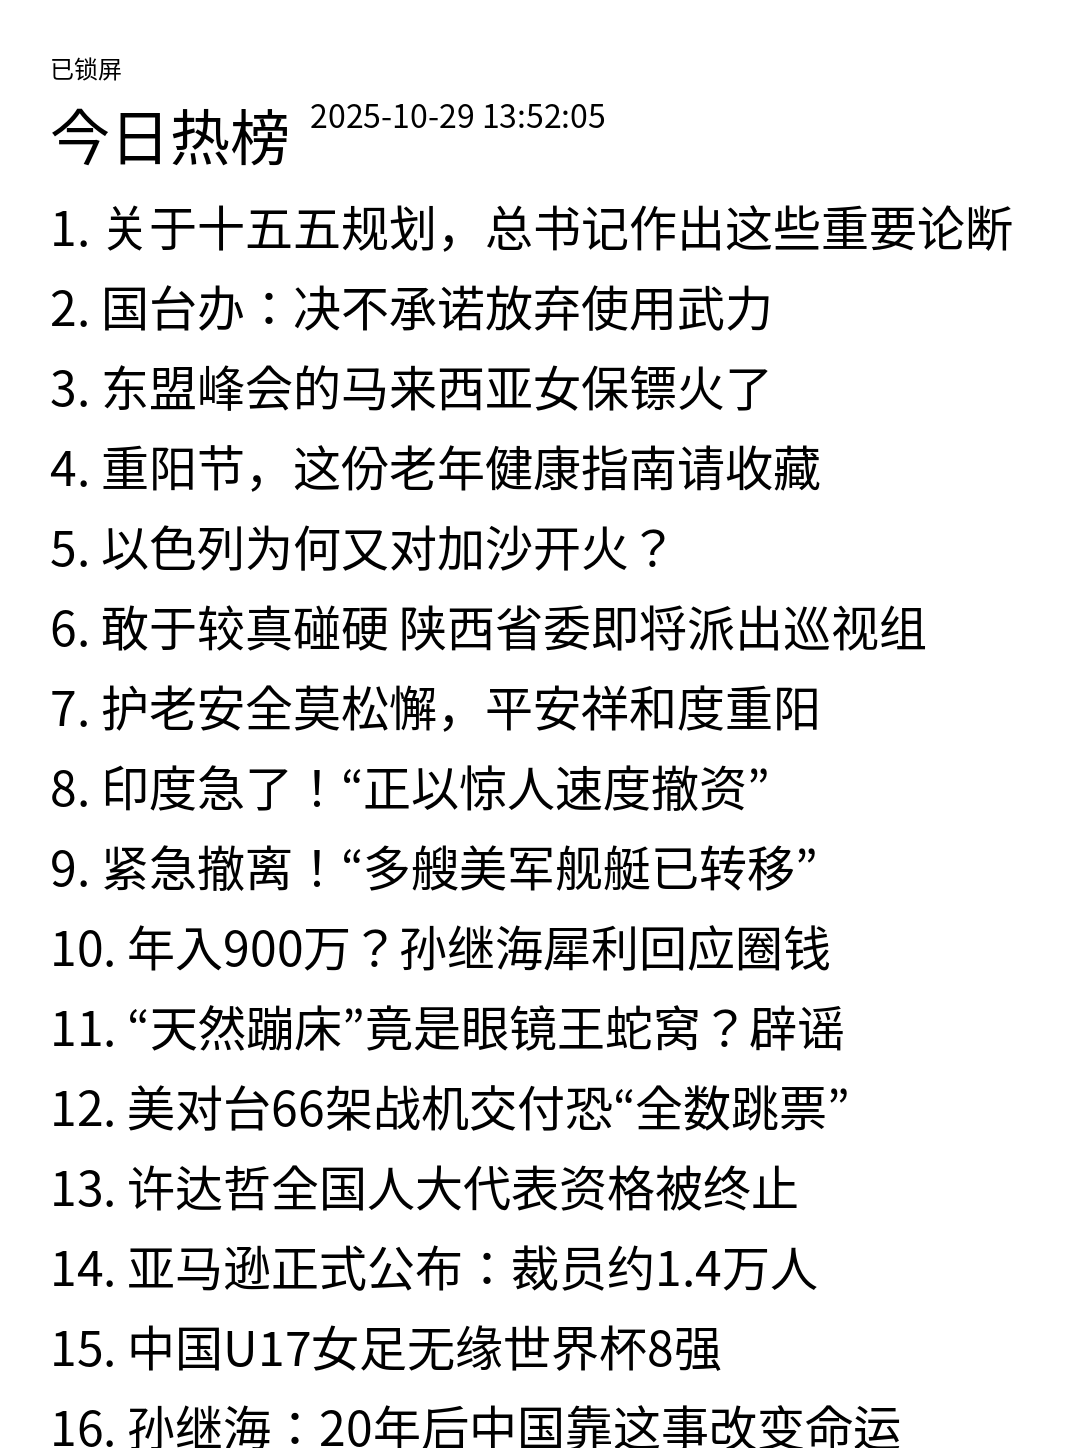 已锁屏
今日热榜 2025-10-29 13:52:05
1. 关于十五五规划，总书记作出这些重要论断
2. 国台办：决不承诺放弃使用武力
3. 东盟峰会的马来西亚女保镖火了
4. 重阳节，这份老年健康指南请收藏
5. 以色列为何又对加沙开火？
6. 敢于较真碰硬 陕西省委即将派出巡视组
7. 护老安全莫松懈，平安祥和度重阳
8. 印度急了！“正以惊人速度撤资”
9. 紧急撤离！“多艘美军舰艇已转移”
10. 年入900万？孙继海犀利回应圈钱
11. “天然蹦床”竟是眼镜王蛇窝？辟谣
12. 美对台66架战机交付恐“全数跳票”
13. 许达哲全国人大代表资格被终止
14. 亚马逊正式公布：裁员约1.4万人
15. 中国U17女足无缘世界杯8强
16. 孙继海：20年后中国靠这事改变命运